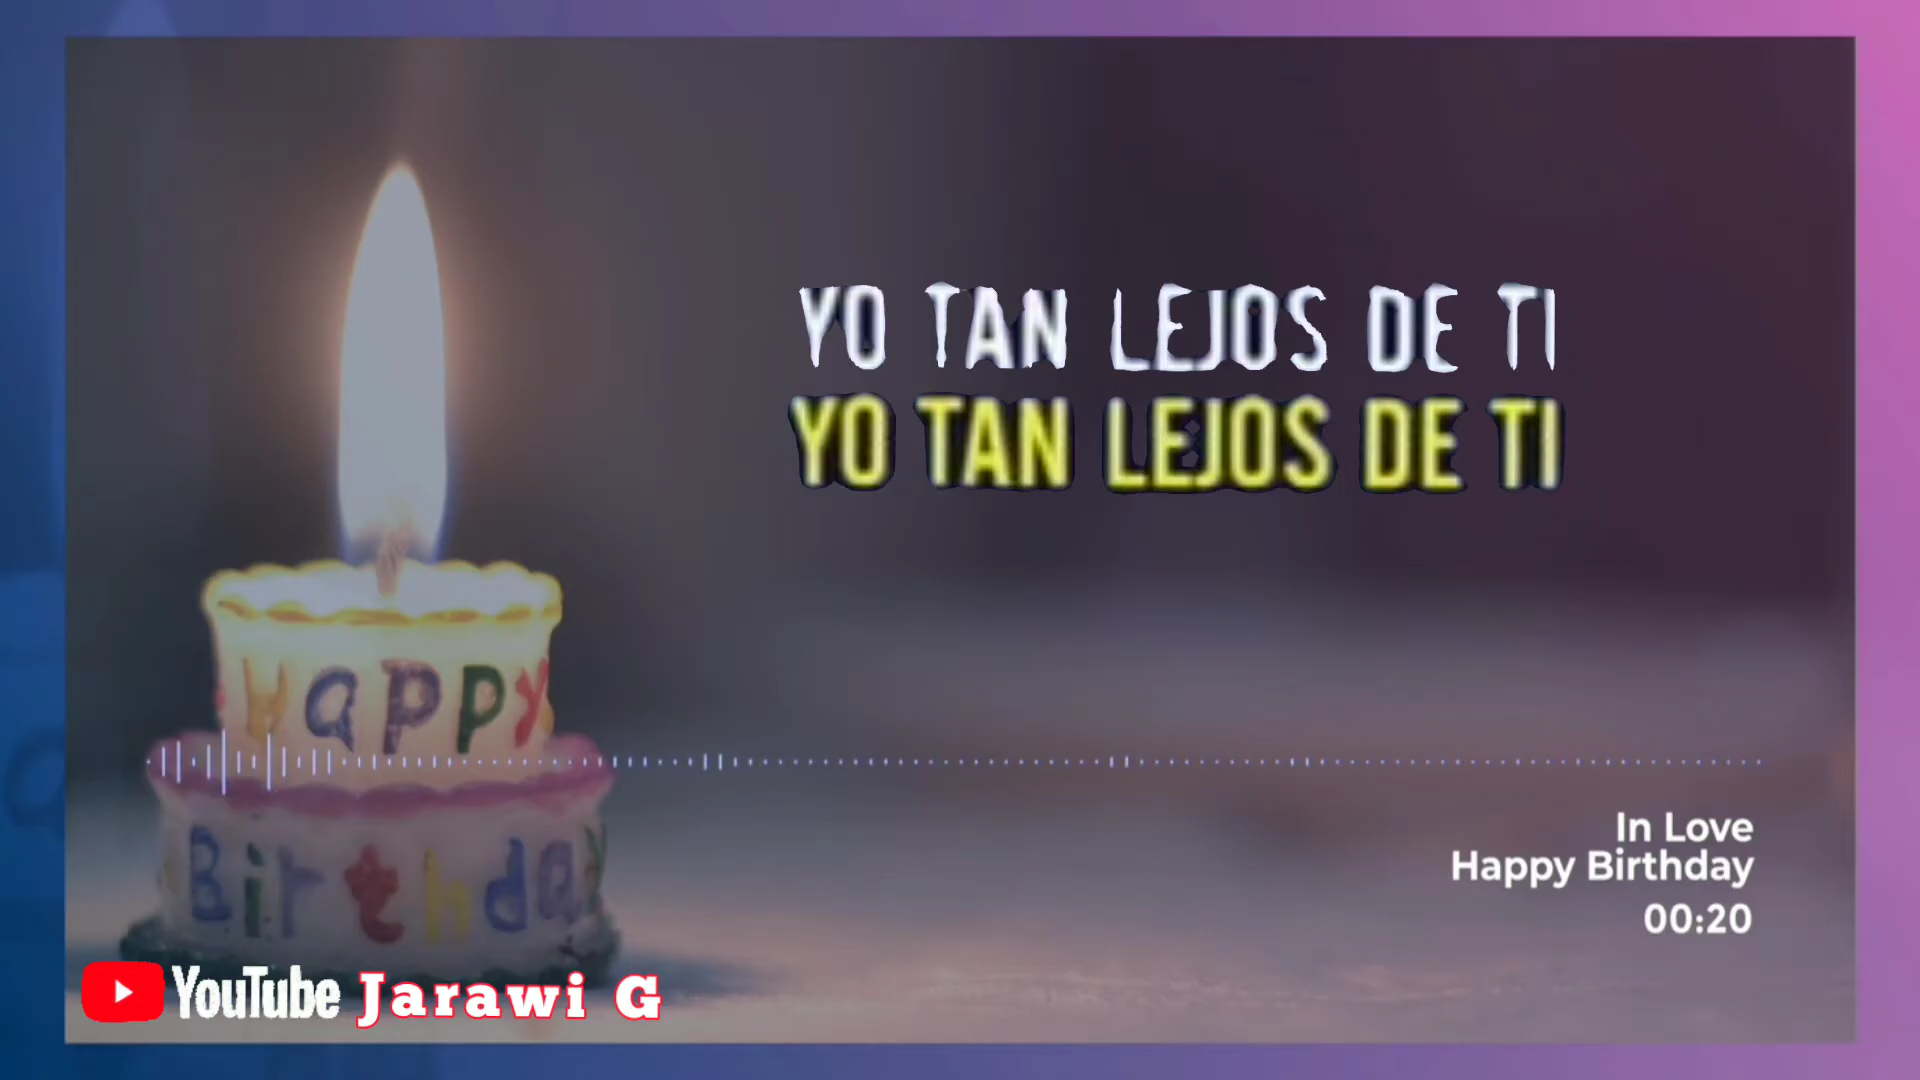 YO TAN LEJOS DE TI
YO TAN LEJOS DE TI
Happy
Birthday
In Love
Happy Birthday
00:20
YouTube Jarawi G